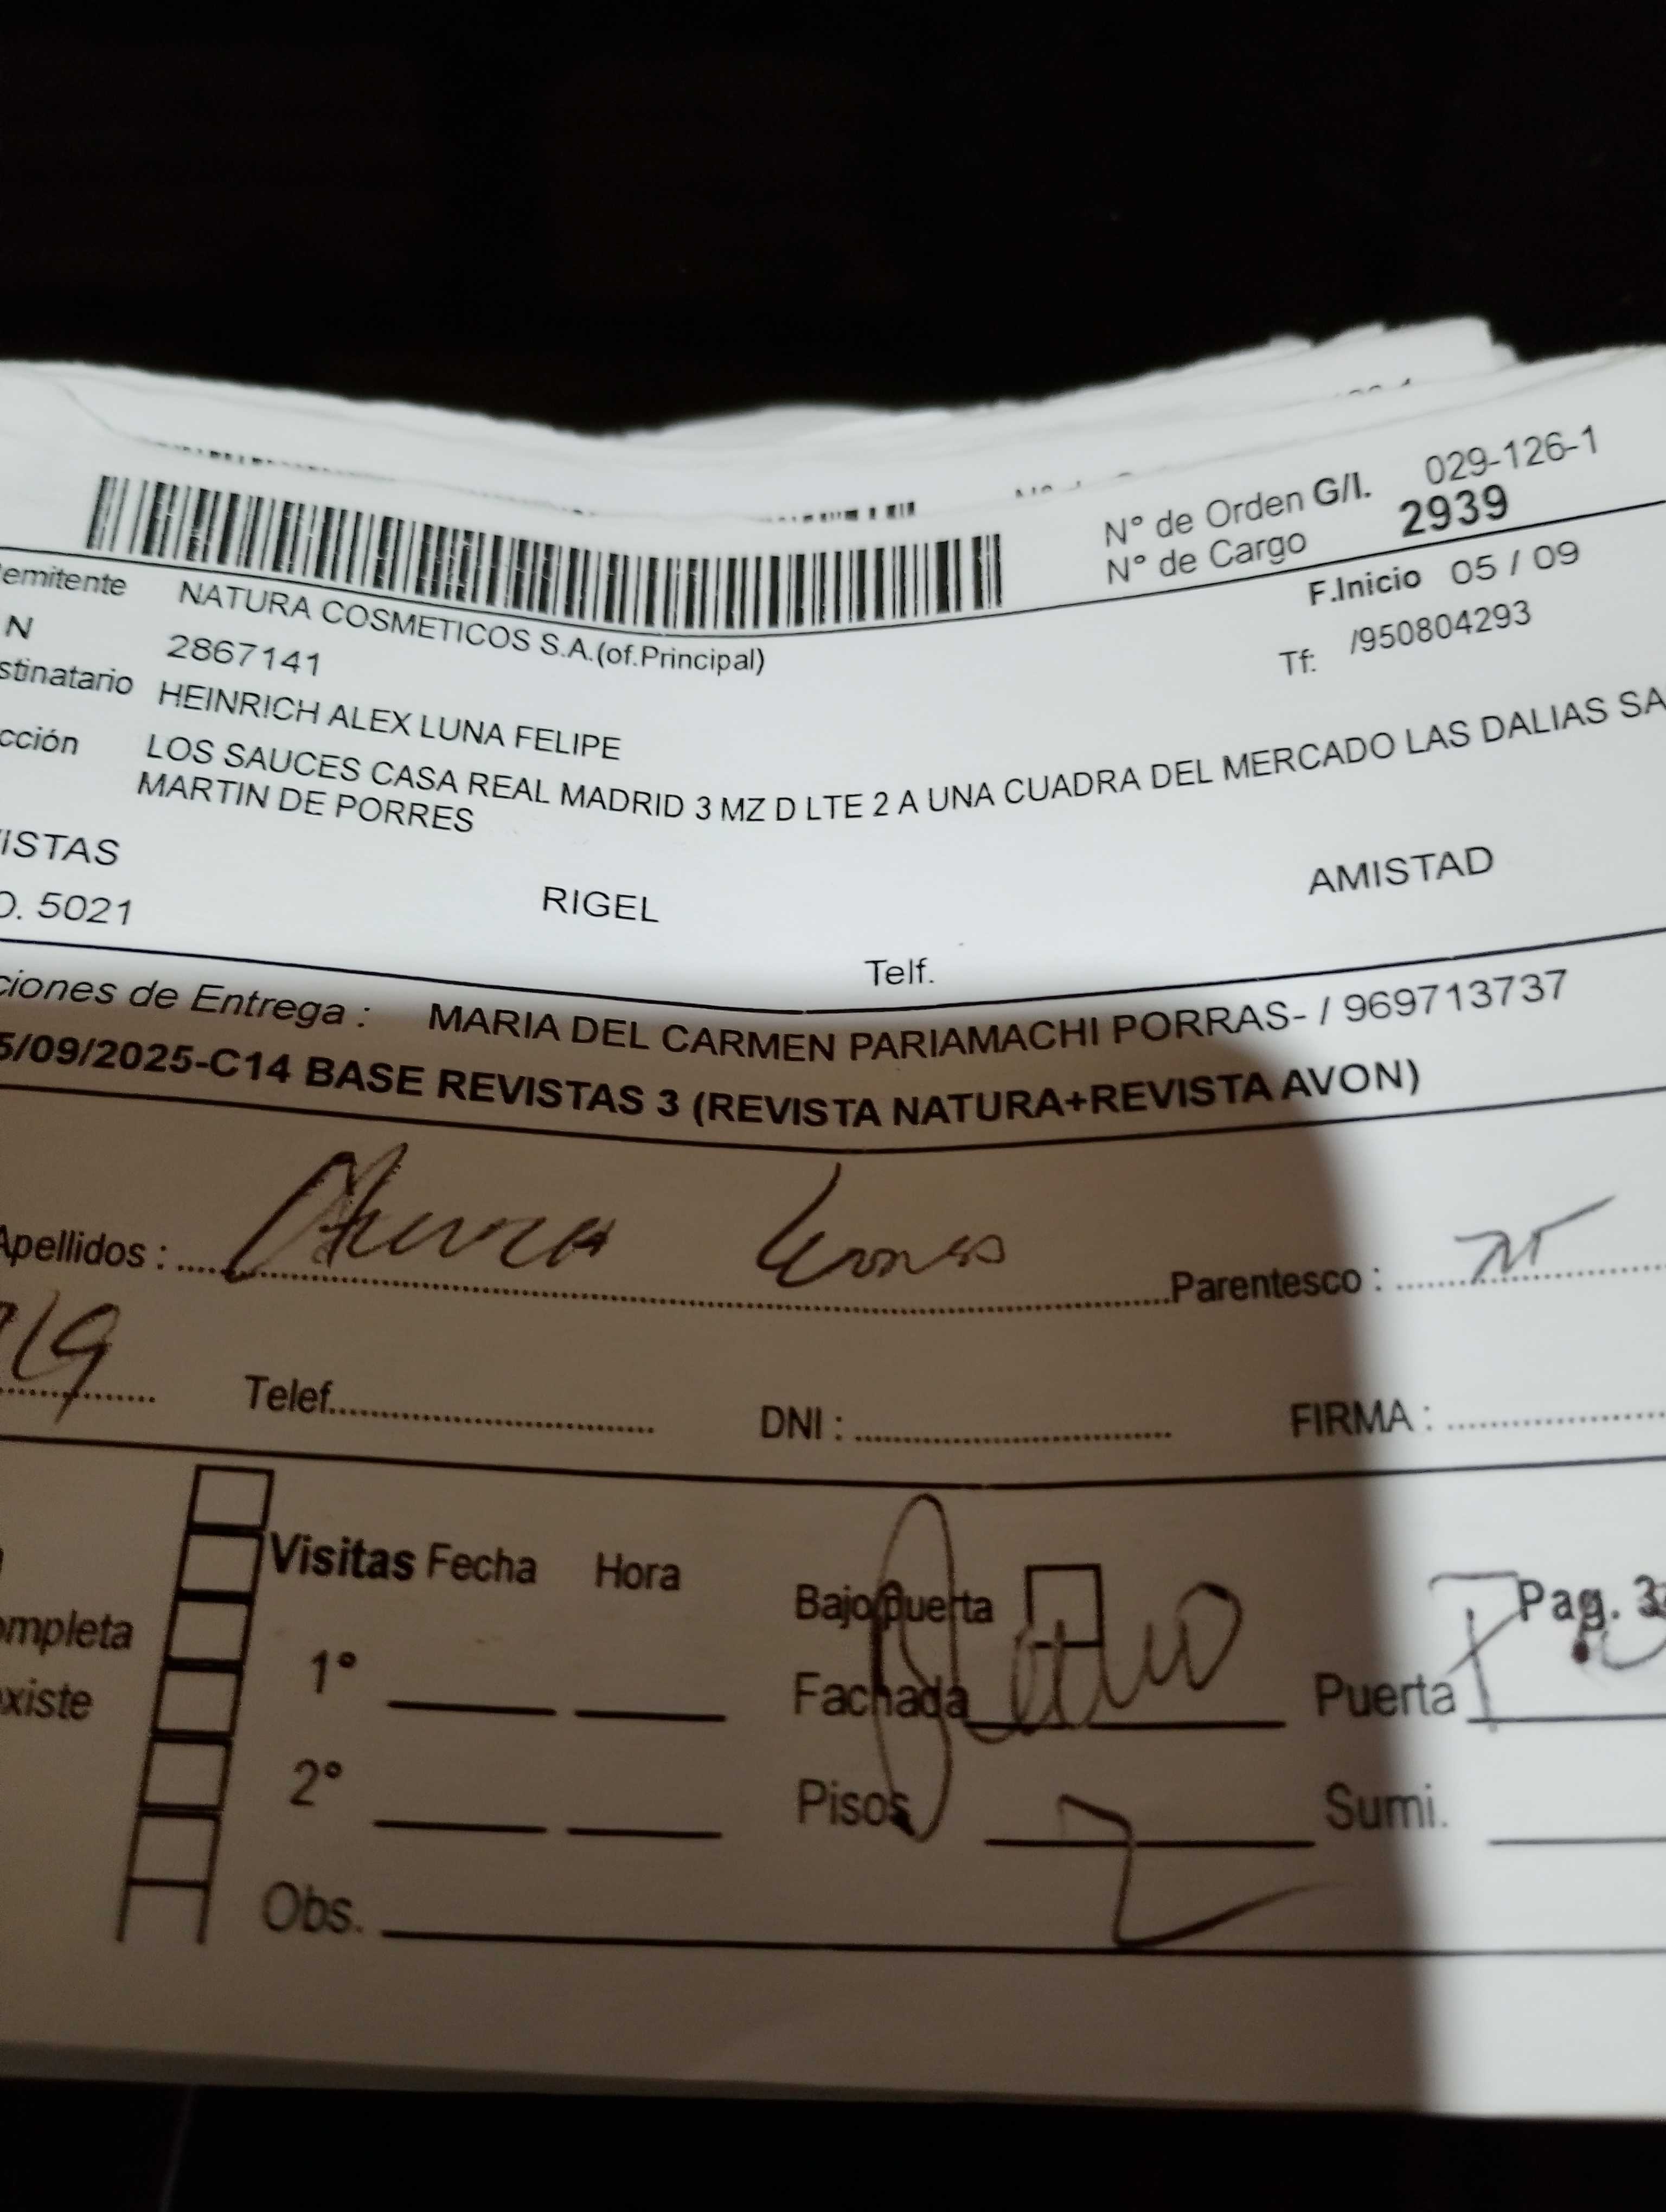 N° de Orden G/I. 029-126-1
N° de Cargo 2939
emitente NATURA COSMETICOS S.A.(of.Principal) F.Inicio 05 / 09
N 2867141 Tf: /950804293
stinatario HEINRICH ALEX LUNA FELIPE
cción LOS SAUCES CASA REAL MADRID 3 MZ D LTE 2 A UNA CUADRA DEL MERCADO LAS DALIAS SA
MARTIN DE PORRES
ISTAS RIGEL AMISTAD
O. 5021
Telf.
ciones de Entrega : MARIA DEL CARMEN PARIAMACHI PORRAS- / 969713737
5/09/2025-C14 BASE REVISTAS 3 (REVISTA NATURA+REVISTA AVON)
Apellidos : Parentesco :
Telef. DNI : FIRMA :
Visitas Fecha Hora Bajo puerta Pag. 3
ompleta 1° Fachada Puerta
xiste
2° Pisos 2 Sumi.
Obs.